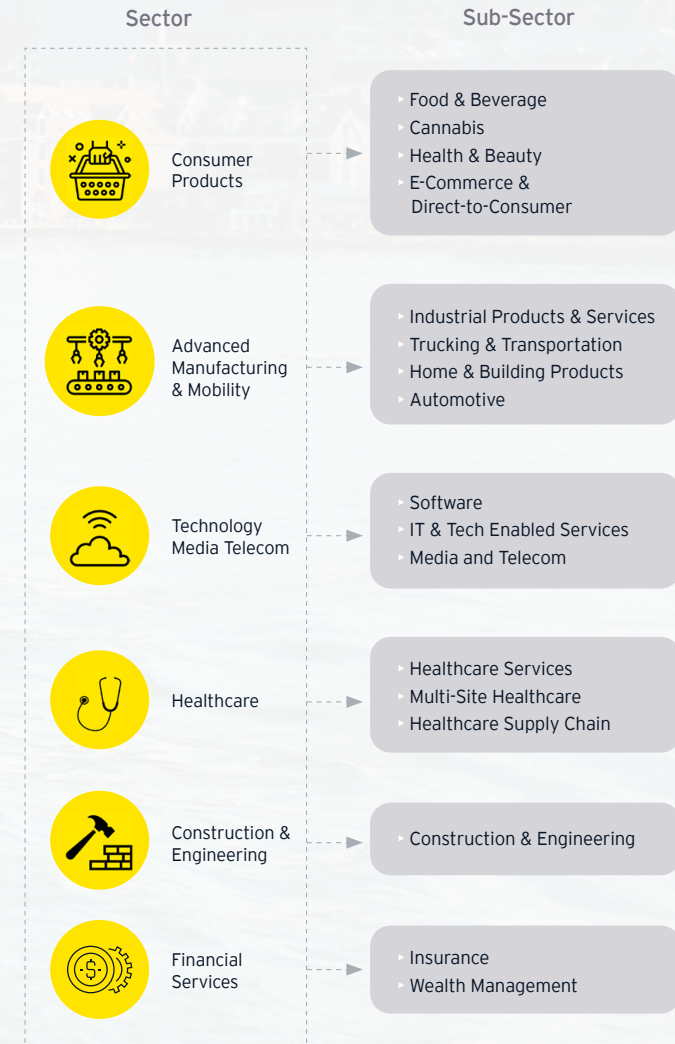 Sector
Sub-Sector
Consumer
Products
Food & Beverage
Cannabis
Health & Beauty
E-Commerce &
Direct-to-Consumer
Advanced
Manufacturing
& Mobility
Industrial Products & Services
Trucking & Transportation
Home & Building Products
Automotive
Technology
Media Telecom
Software
IT & Tech Enabled Services
Media and Telecom
Healthcare
Healthcare Services
Multi-Site Healthcare
Healthcare Supply Chain
Construction &
Engineering
Construction & Engineering
Financial
Services
Insurance
Wealth Management